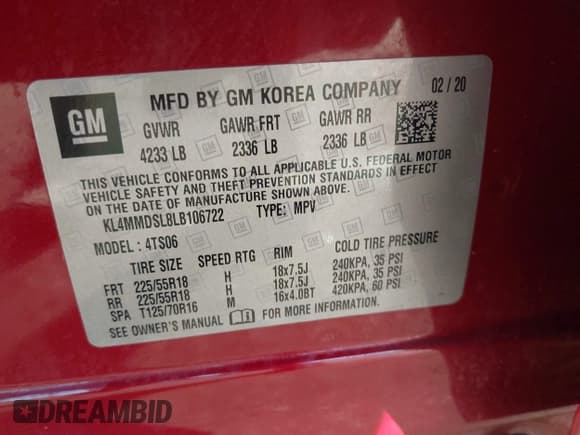 GM
MFD BY GM KOREA COMPANY 02 / 20
GVWR GAWR FRT GAWR RR
4233 LB 2336 LB 2336 LB
THIS VEHICLE CONFORMS TO ALL APPLICABLE U.S. FEDERAL MOTOR
VEHICLE SAFETY AND THEFT PREVENTION STANDARDS IN EFFECT
ON THE DATE OF MANUFACTURE SHOWN ABOVE.
KL4MMDSL8LB106722 TYPE: MPV
MODEL : 4TS06
TIRE SIZE SPEED RTG RIM COLD TIRE PRESSURE
FRT 225/55R18 H 18x7.5J 240KPA, 35 PSI
RR 225/55R18 H 18x7.5J 240KPA, 35 PSI
SPA T125/70R16 M 16x4.0BT 420KPA, 60 PSI
SEE OWNER'S MANUAL FOR MORE INFORMATION.
DREAMBID